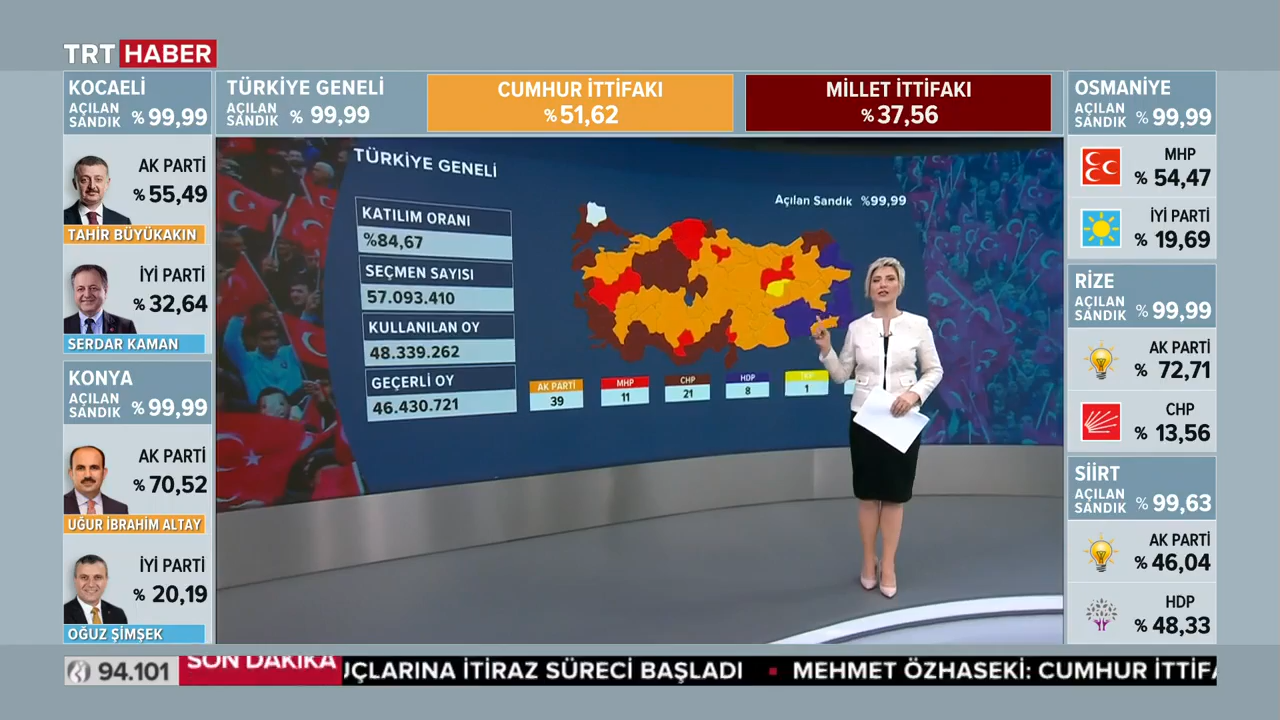 TRT HABER
KOCAELİ
AÇILAN SANDIK % 99,99
AK PARTİ
% 55,49
TAHİR BÜYÜKAKIN
İYİ PARTİ
% 32,64
SERDAR KAMAN
KONYA
AÇILAN SANDIK % 99,99
AK PARTİ
% 70,52
UĞUR İBRAHİM ALTAY
İYİ PARTİ
% 20,19
OĞUZ ŞİMŞEK
TÜRKİYE GENELİ
AÇILAN SANDIK % 99,99
CUMHUR İTTİFAKI
% 51,62
MİLLET İTTİFAKI
% 37,56
TÜRKİYE GENELİ
Açılan Sandık %99,99
KATILIM ORANI
%84,67
SEÇMEN SAYISI
57.093.410
KULLANILAN OY
48.339.262
GEÇERLİ OY
46.430.721
AK PARTİ
39
MHP
11
CHP
21
HDP
8
1
OSMANİYE
AÇILAN SANDIK % 99,99
MHP
% 54,47
İYİ PARTİ
% 19,69
RİZE
AÇILAN SANDIK % 99,99
AK PARTİ
% 72,71
CHP
% 13,56
SİİRT
AÇILAN SANDIK % 99,63
AK PARTİ
% 46,04
HDP
% 48,33
94.101 SON DAKİKA UÇLARINA İTİRAZ SÜRECİ BAŞLADI ▪ MEHMET ÖZHASEKİ: CUMHUR İTTİFA